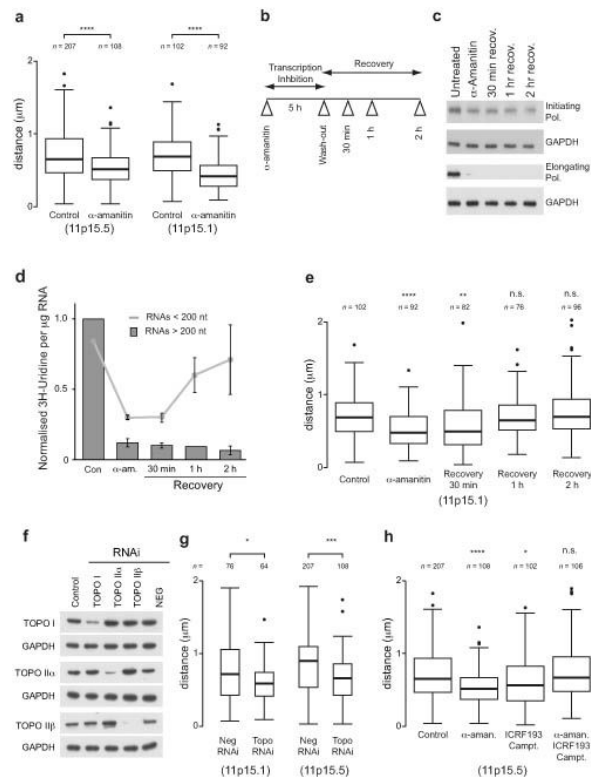 a
****
****
n = 207
n = 108
n = 102
n = 92
distance (μm)
2
1
0
Control
α-amanitin
Control
α-amanitin
(11p15.5)
(11p15.1)
b
Transcription
Inhbition
Recovery
5 h
α-amanitin
Wash-out
30 min
1 h
2 h
c
Untreated
α-Amanitin
30 min recov.
1 hr recov.
2 hr recov.
Initiating
Pol.
GAPDH
Elongating
Pol.
GAPDH
d
Normalised 3H-Uridine per μg RNA
1.0
0.5
0
RNAs < 200 nt
RNAs > 200 nt
Con
α-am.
30 min
1 h
2 h
Recovery
e
****
**
n.s.
n.s.
n = 102
n = 92
n = 82
n = 76
n = 96
distance (μm)
2
1
0
Control
α-amanitin
Recovery
30 min
Recovery
1 h
Recovery
2 h
(11p15.1)
f
RNAi
Control
TOPO I
TOPO IIα
TOPO IIβ
NEG
TOPO I
GAPDH
TOPO IIα
GAPDH
TOPO IIβ
GAPDH
g
*
***
n =
76
64
207
108
distance (μm)
2
1
0
Neg
RNAi
Topo
RNAi
Neg
RNAi
Topo
RNAi
(11p15.1)
(11p15.5)
h
****
*
n.s.
n = 207
n = 108
n = 102
n = 106
distance (μm)
2
1
0
Control
α-aman.
ICRF193
Campt.
α-aman.
ICRF193
Campt.
(11p15.5)